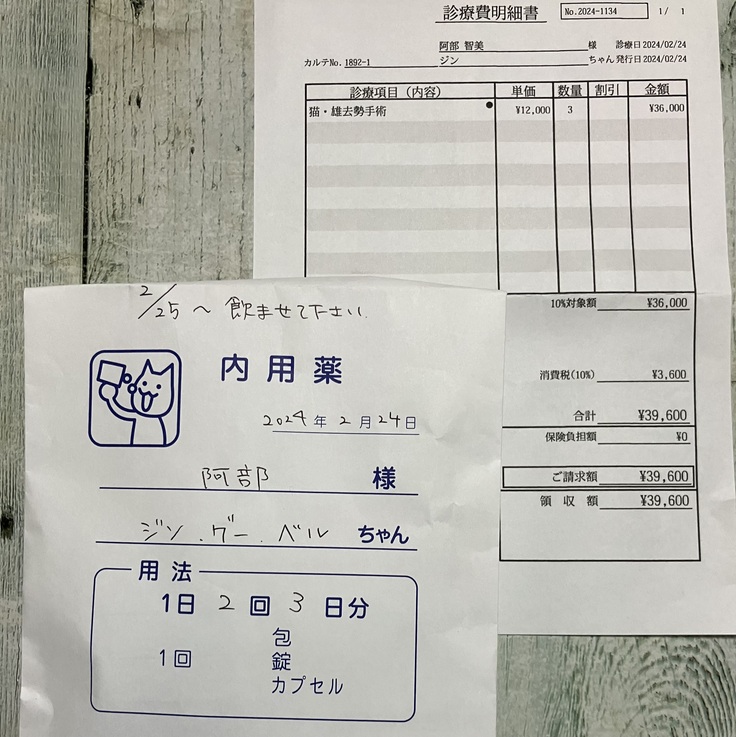 診療費明細書 No.2024-1134 1/ 1
阿部 智美 様 診療日 2024/02/24
カルテNo. 1892-1 ジン ちゃん 発行日 2024/02/24
診療項目（内容） 単価 数量 割引 金額
猫・雄去勢手術 ● ¥12,000 3 ¥36,000
10%対象額 ¥36,000
消費税(10%) ¥3,600
合計 ¥39,600
保険負担額 ¥0
ご請求額 ¥39,600
領収額 ¥39,600
2/25 〜 飲ませて下さい
内用薬
2024年2月24日
阿部 様
ジン．グー．ベル ちゃん
用法
1日 2 回 3 日分
包
1回 錠
カプセル